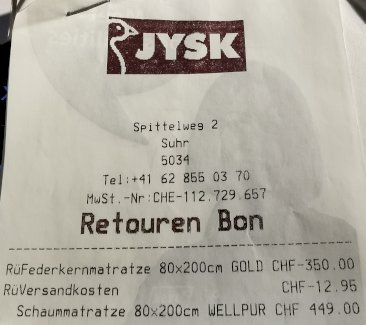 JYSK
Spittelweg 2
Suhr
5034
Tel:+41 62 855 03 70
MwSt.-Nr:CHE-112.729.657
Retouren Bon
RüFederkernmatratze 80x200cm GOLD CHF-350.00
RüVersandkosten CHF-12.95
Schaummatratze 80x200cm WELLPUR CHF 449.00